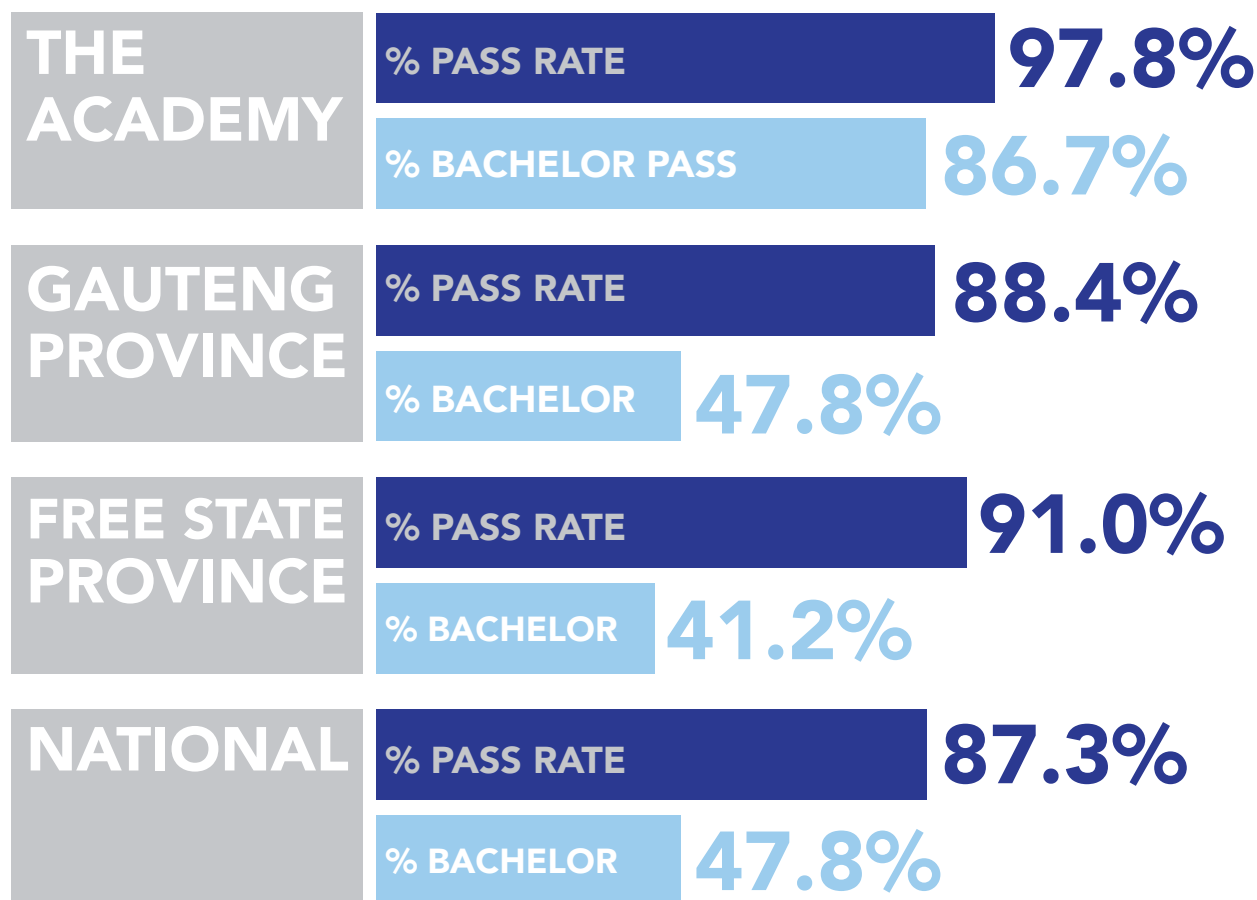 THE
ACADEMY
% PASS RATE
97.8%
% BACHELOR PASS
86.7%
GAUTENG
PROVINCE
% PASS RATE
88.4%
% BACHELOR
47.8%
FREE STATE
PROVINCE
% PASS RATE
91.0%
% BACHELOR
41.2%
NATIONAL
% PASS RATE
87.3%
% BACHELOR
47.8%